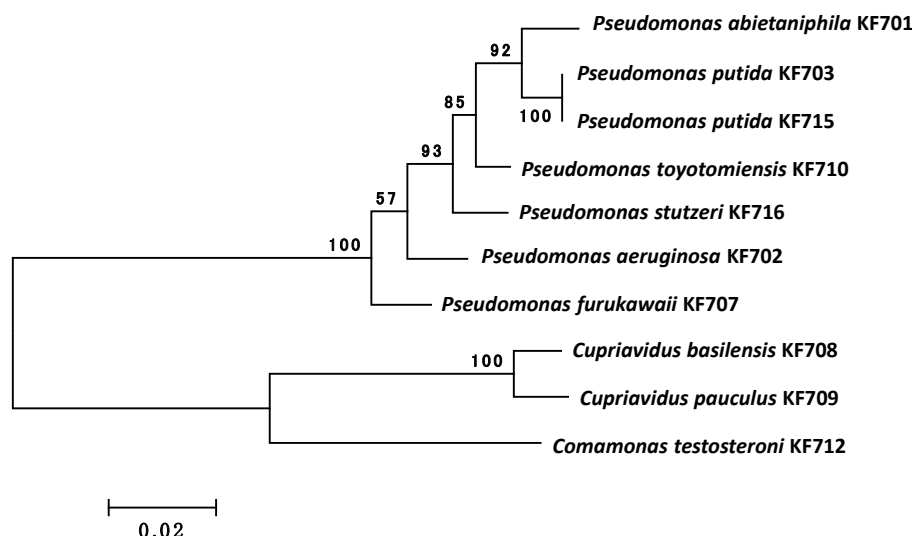 Pseudomonas abietaniphila KF701
92
Pseudomonas putida KF703
85
100
Pseudomonas putida KF715
93
Pseudomonas toyotomiensis KF710
57
Pseudomonas stutzeri KF716
100
Pseudomonas aeruginosa KF702
Pseudomonas furukawaii KF707
100
Cupriavidus basilensis KF708
Cupriavidus pauculus KF709
Comamonas testosteroni KF712
0.02